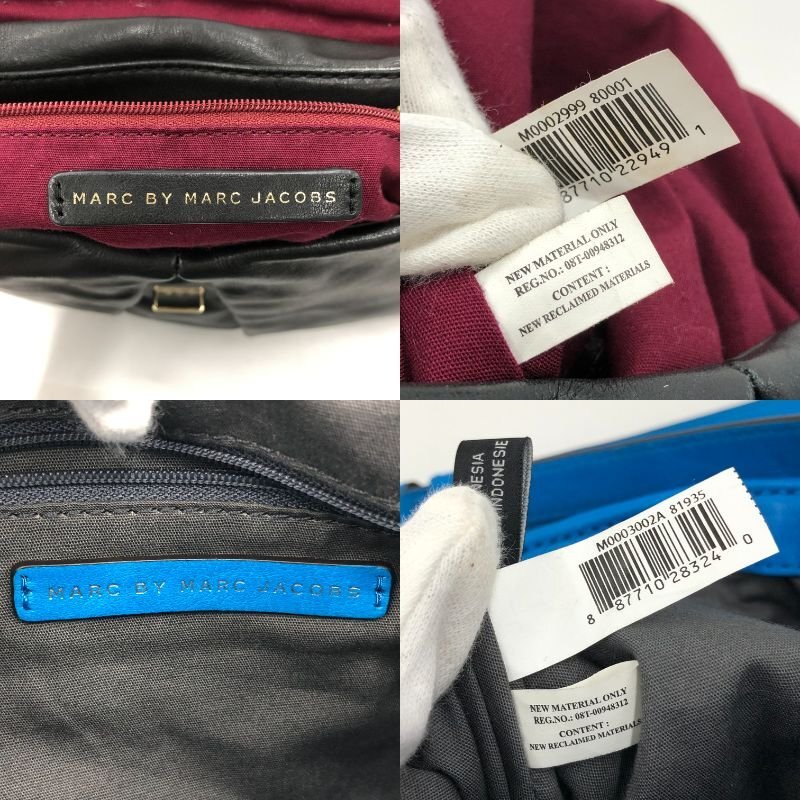 MARC BY MARC JACOBS
M0002999 80001
87710 22949 1
NEW MATERIAL ONLY
REG.NO.: 08T-00948312
CONTENT :
NEW RECLAIMED MATERIALS
MARC BY MARC JACOBS
INDONESIE
M0003002A 8193S
8 87710 28324 0
NEW MATERIAL ONLY
REG.NO.: 08T-00948312
CONTENT :
NEW RECLAIMED MATERIALS